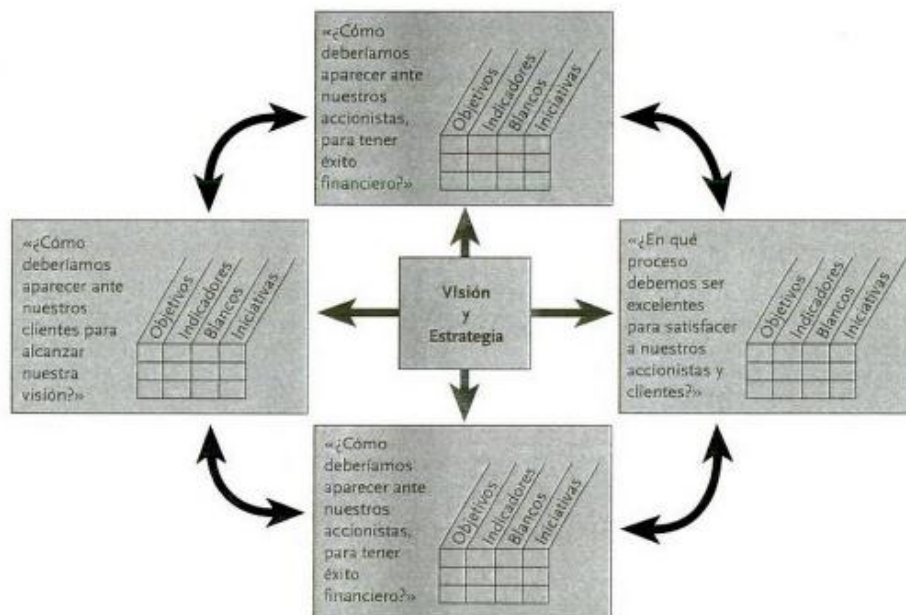 «¿Cómo
deberíamos
aparecer ante
nuestros
accionistas,
para tener
éxito
financiero?»
Objetivos
Indicadores
Blancos
Iniciativas
«¿Cómo
deberíamos
aparecer ante
nuestros
clientes para
alcanzar
nuestra
visión?»
Objetivos
Indicadores
Blancos
Iniciativas
Visión
y
Estrategia
«¿En qué
proceso
debemos ser
excelentes
para satisfacer
a nuestros
accionistas y
clientes?»
Objetivos
Indicadores
Blancos
Iniciativas
«¿Cómo
deberíamos
aparecer ante
nuestros
accionistas,
para tener
éxito
financiero?»
Objetivos
Indicadores
Blancos
Iniciativas